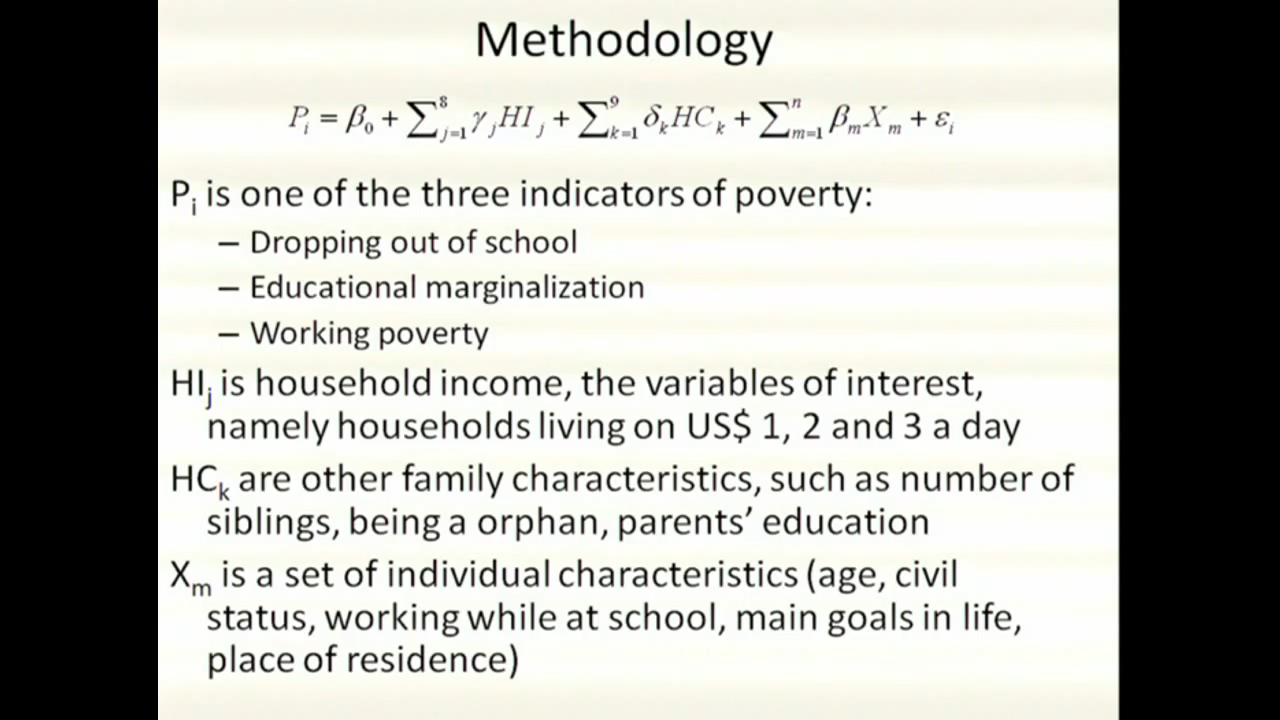 Methodology
P_i = β_0 + ∑_{j=1}^{8} γ_j HI_j + ∑_{k=1}^{9} δ_k HC_k + ∑_{m=1}^{n} β_m X_m + ε_i
P_i is one of the three indicators of poverty:
– Dropping out of school
– Educational marginalization
– Working poverty
HI_j is household income, the variables of interest,
namely households living on US$ 1, 2 and 3 a day
HC_k are other family characteristics, such as number of
siblings, being a orphan, parents’ education
X_m is a set of individual characteristics (age, civil
status, working while at school, main goals in life,
place of residence)